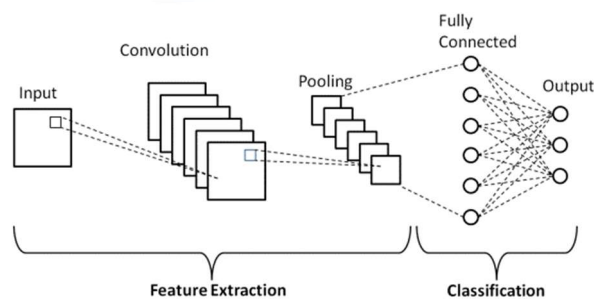 Fully
Connected
Convolution
Pooling
Output
Input
Feature Extraction
Classification